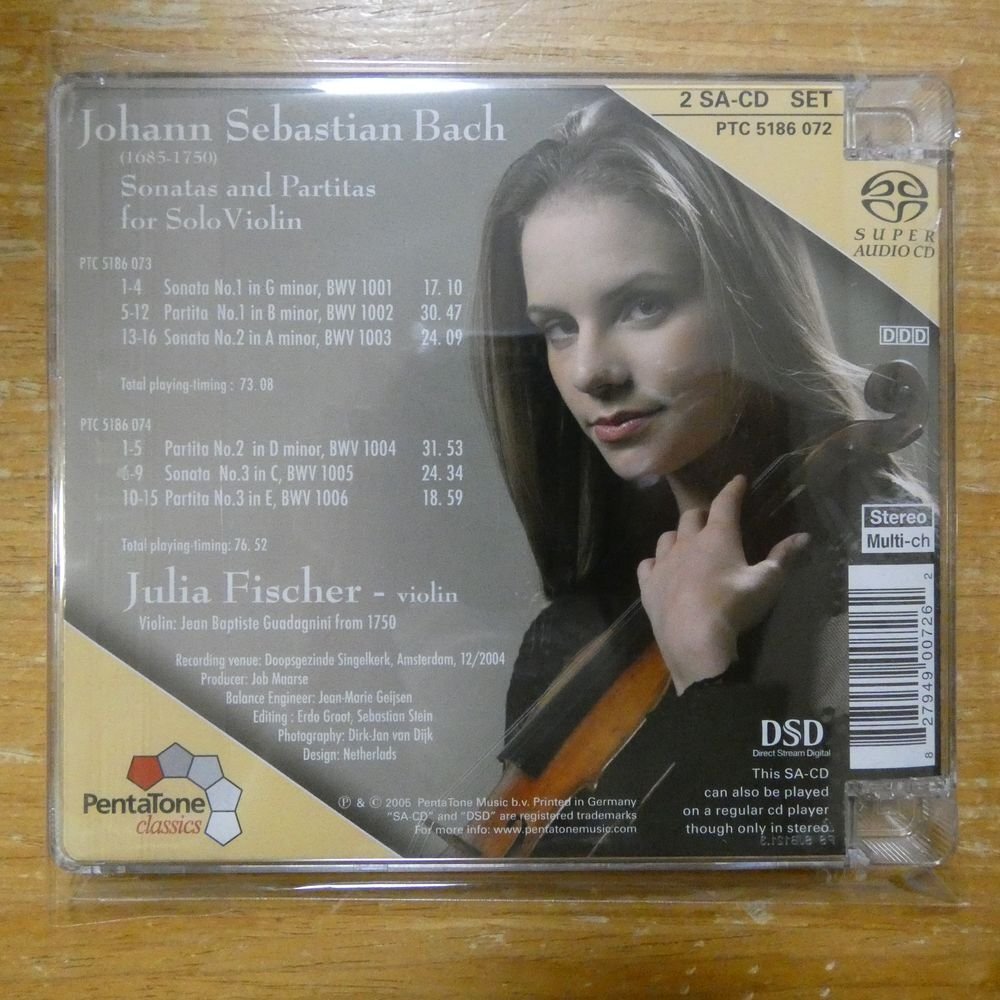 Johann Sebastian Bach
(1685-1750)
Sonatas and Partitas
for Solo Violin
PTC 5186 073
1-4 Sonata No.1 in G minor, BWV 1001 17. 10
5-12 Partita No.1 in B minor, BWV 1002 30. 47
13-16 Sonata No.2 in A minor, BWV 1003 24. 09
Total playing-timing : 73. 08
PTC 5186 074
1-5 Partita No.2 in D minor, BWV 1004 31. 53
6-9 Sonata No.3 in C, BWV 1005 24. 34
10-15 Partita No.3 in E, BWV 1006 18. 59
Total playing-timing: 76. 52
Julia Fischer - violin
Violin: Jean Baptiste Guadagnini from 1750
Recording venue: Doopsgezinde Singelkerk, Amsterdam, 12/2004
Producer: Job Maarse
Balance Engineer: Jean-Marie Geijsen
Editing : Erdo Groot, Sebastian Stein
Photography: Dirk-Jan van Dijk
Design: Netherlads
PentaTone
classics
℗ & © 2005 PentaTone Music b.v. Printed in Germany
"SA-CD" and "DSD" are registered trademarks
For more info: www.pentatonemusic.com
2 SA-CD SET
PTC 5186 072
SUPER
AUDIO CD
DDD
Stereo
Multi-ch
8 27949 00726 2
DSD
Direct Stream Digital
This SA-CD
can also be played
on a regular cd player
though only in stereo